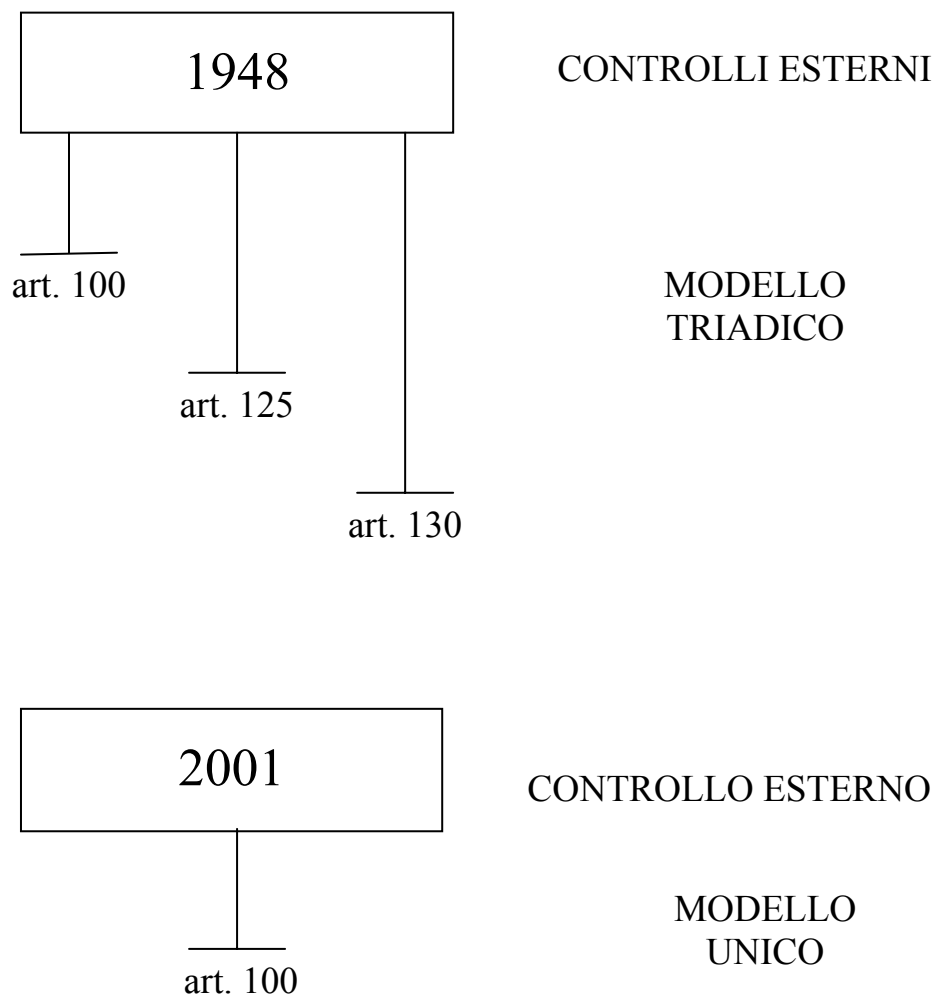 1948
CONTROLLI ESTERNI
art. 100
MODELLO
TRIADICO
art. 125
art. 130
2001
CONTROLLO ESTERNO
MODELLO
UNICO
art. 100